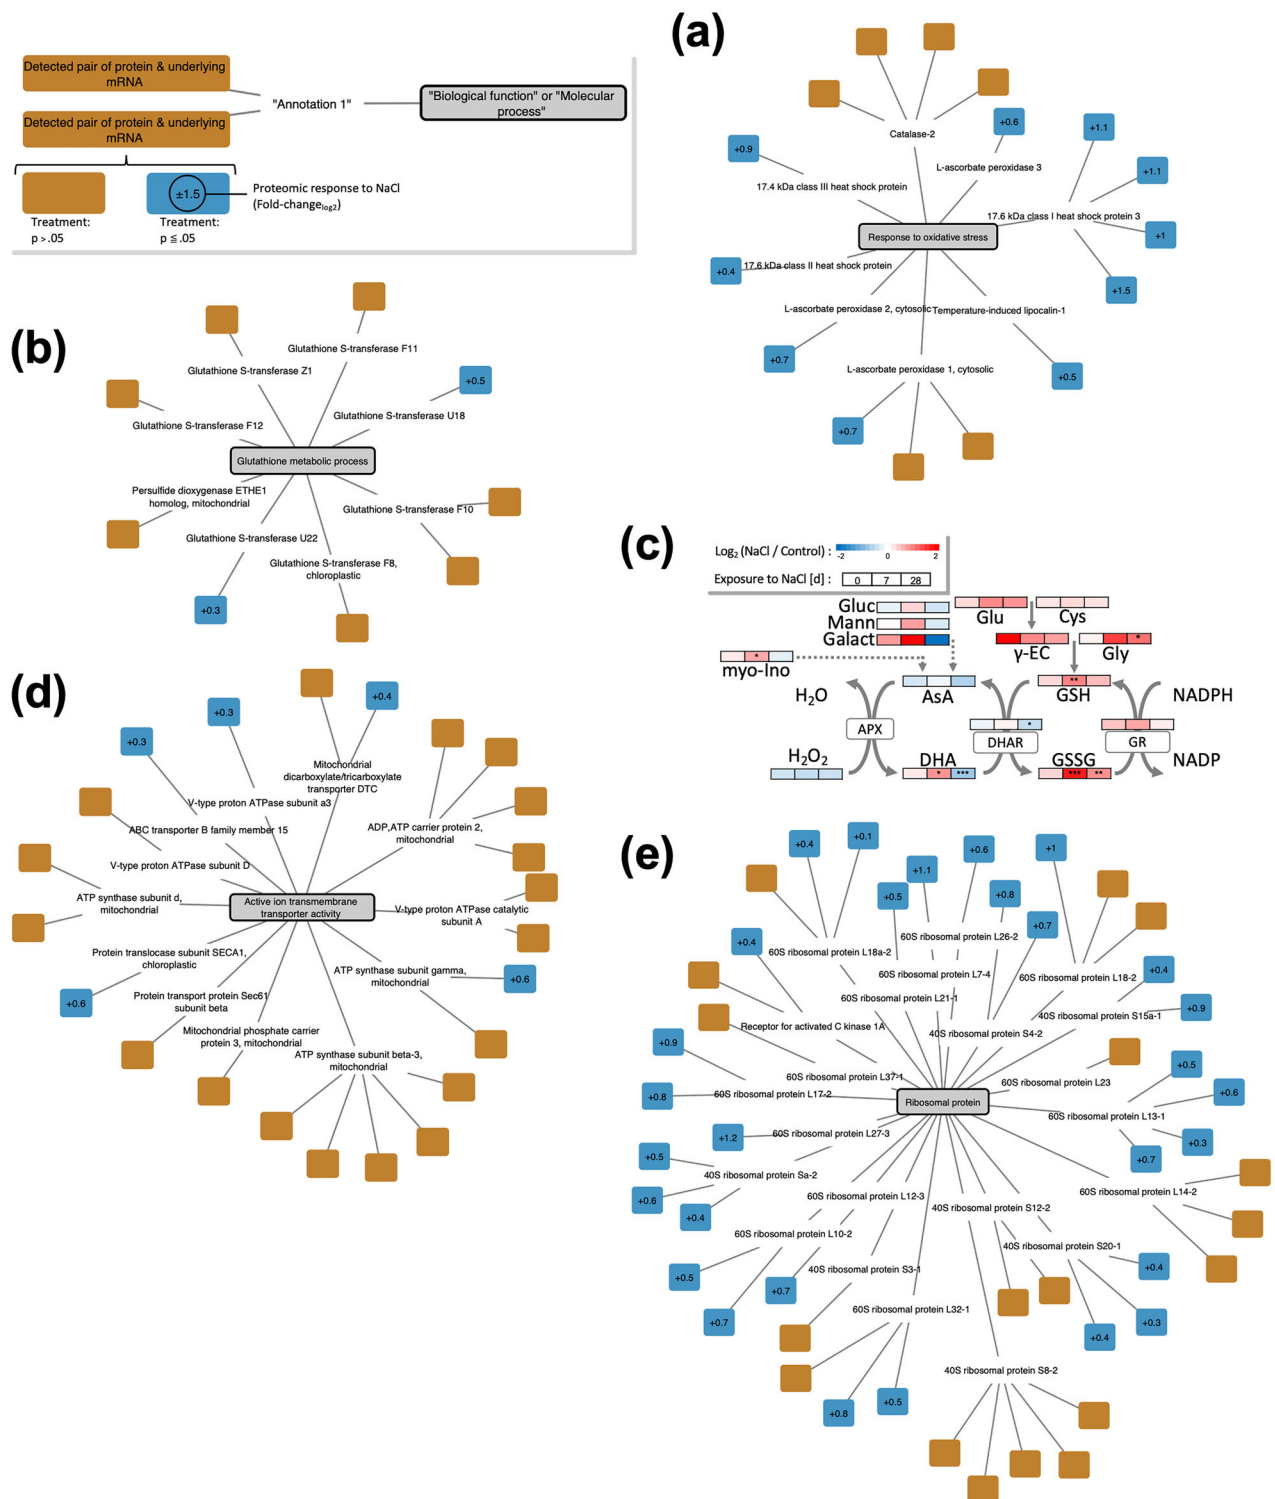 Detected pair of protein & underlying
mRNA
Detected pair of protein & underlying
mRNA
"Annotation 1"
"Biological function" or "Molecular
process"
±1.5
Proteomic response to NaCl
(Fold-changelog2)
Treatment:
p >.05
Treatment:
p ≦ .05
(a)
Catalase-2
+0.6
+1.1
+0.9
L-ascorbate peroxidase 3
+1.1
17.4 kDa class III heat shock protein
17.6 kDa class I heat shock protein 3
Response to oxidative stress
+1
+0.4
17.6 kDa class II heat shock protein
+1.5
L-ascorbate peroxidase 2, cytosolic
Temperature-induced lipocalin-1
+0.7
L-ascorbate peroxidase 1, cytosolic
+0.5
+0.7
(b)
Glutathione S-transferase F11
Glutathione S-transferase Z1
+0.5
Glutathione S-transferase U18
Glutathione S-transferase F12
Glutathione metabolic process
Persulfide dioxygenase ETHE1
homolog, mitochondrial
Glutathione S-transferase F10
Glutathione S-transferase U22
Glutathione S-transferase F8,
chloroplastic
+0.3
(c)
Log2 (NaCl / Control) :
-2
0
2
Exposure to NaCl [d] :
0
7
28
Gluc
Mann
Galact
Glu
Cys
γ-EC
Gly
*
myo-Ino
*
AsA
GSH
**
H2O
NADPH
APX
DHAR
*
GR
H2O2
DHA
* ***
GSSG
*** **
NADP
(d)
+0.4
+0.3
+0.3
Mitochondrial
dicarboxylate/tricarboxylate
transporter DTC
V-type proton ATPase subunit a3
ABC transporter B family member 15
ADP,ATP carrier protein 2,
mitochondrial
V-type proton ATPase subunit D
ATP synthase subunit d,
mitochondrial
Active ion transmembrane
transporter activity
V-type proton ATPase catalytic
subunit A
Protein translocase subunit SECA1,
chloroplastic
ATP synthase subunit gamma,
mitochondrial
+0.6
+0.6
Protein transport protein Sec61
subunit beta
Mitochondrial phosphate carrier
protein 3, mitochondrial
ATP synthase subunit beta-3,
mitochondrial
(e)
+0.4
+0.1
+0.6
+1
+1.1
+0.5
+0.8
+0.7
+0.4
60S ribosomal protein L26-2
60S ribosomal protein L18a-2
+0.4
60S ribosomal protein L7-4
60S ribosomal protein L18-2
60S ribosomal protein L21-1
+0.9
40S ribosomal protein S15a-1
Receptor for activated C kinase 1A
40S ribosomal protein S4-2
+0.9
+0.5
60S ribosomal protein L37-1
60S ribosomal protein L23
+0.8
60S ribosomal protein L17-2
+0.6
Ribosomal protein
60S ribosomal protein L13-1
+1.2
60S ribosomal protein L27-3
+0.3
+0.5
+0.7
40S ribosomal protein Sa-2
60S ribosomal protein L14-2
+0.6
60S ribosomal protein L12-3
40S ribosomal protein S12-2
+0.4
60S ribosomal protein L10-2
40S ribosomal protein S20-1
+0.5
40S ribosomal protein S3-1
+0.4
+0.7
60S ribosomal protein L32-1
+0.7
+0.3
+0.4
40S ribosomal protein S8-2
+0.5
+0.8